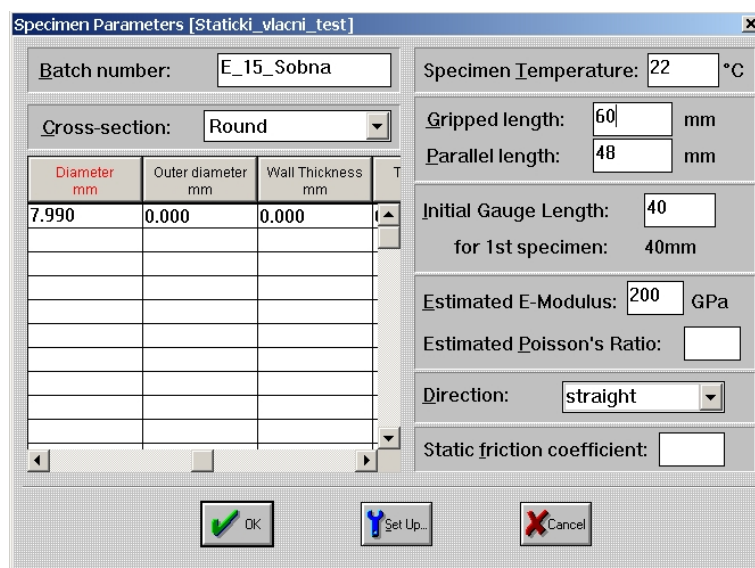 Specimen Parameters [Staticki_vlacni_test]
Batch number: E_15_Sobna
Cross-section: Round
Diameter mm
Outer diameter mm
Wall Thickness mm
T
7.990 0.000 0.000
Specimen Temperature: 22 °C
Gripped length: 60 mm
Parallel length: 48 mm
Initial Gauge Length: 40
for 1st specimen: 40mm
Estimated E-Modulus: 200 GPa
Estimated Poisson's Ratio:
Direction: straight
Static friction coefficient:
OK
Set Up...
Cancel